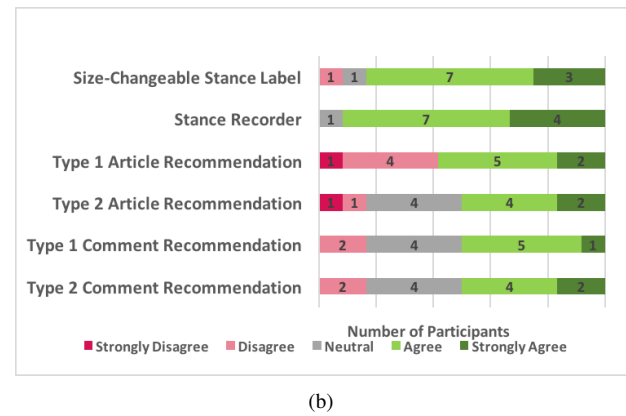 Size-Changeable Stance Label 1 1 7 3
Stance Recorder 1 7 4
Type 1 Article Recommendation 1 4 5 2
Type 2 Article Recommendation 1 1 4 4 2
Type 1 Comment Recommendation 2 4 5 1
Type 2 Comment Recommendation 2 4 4 2
Number of Participants
Strongly Disagree Disagree Neutral Agree Strongly Agree
(b)